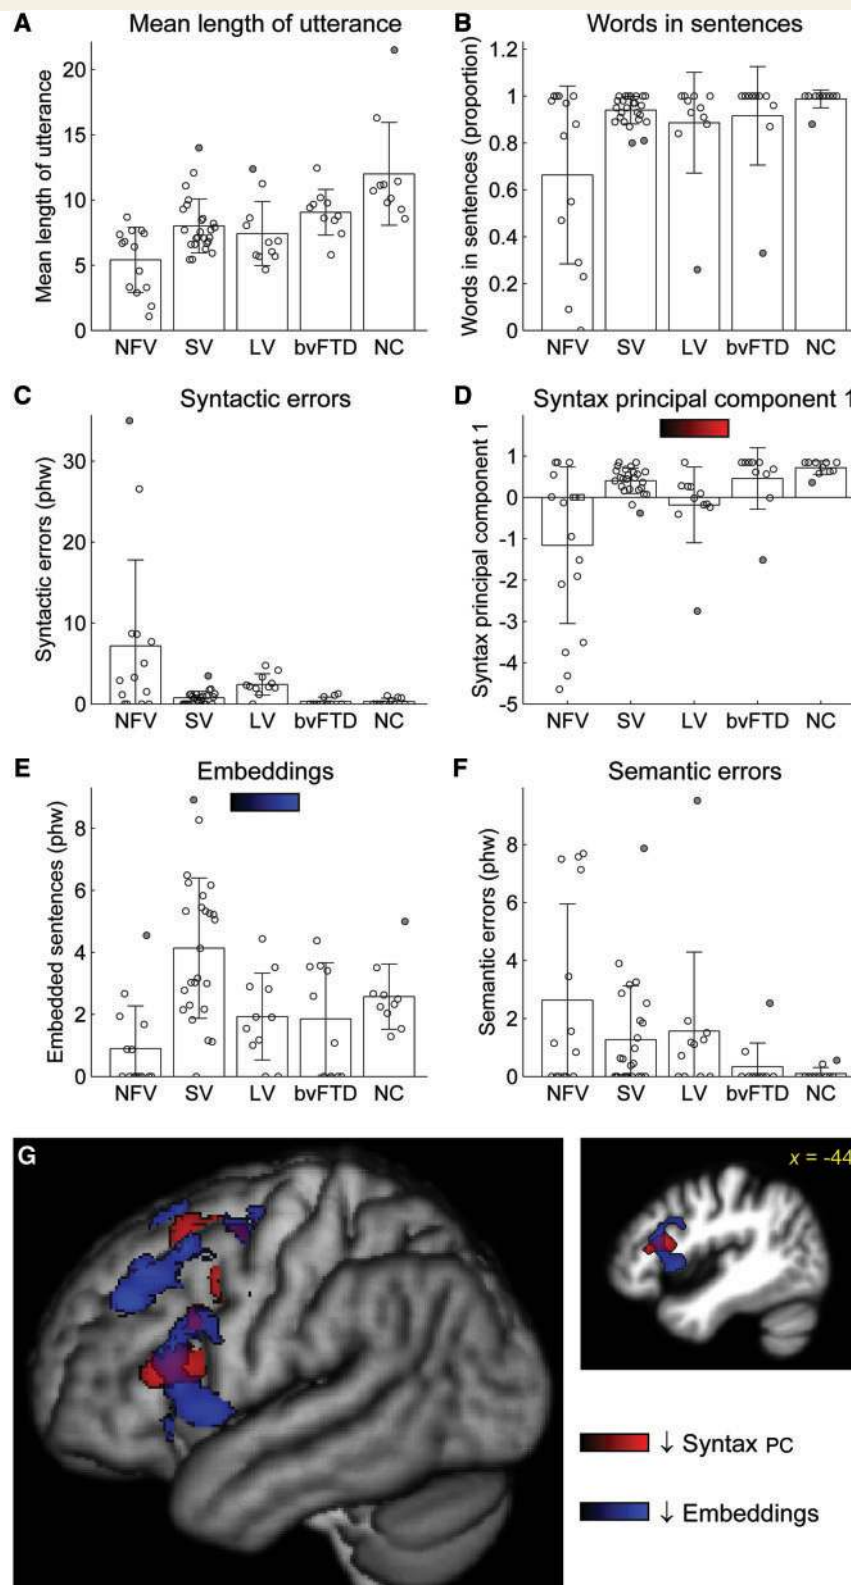 A Mean length of utterance
Mean length of utterance
20
15
10
5
0
NFV SV LV bvFTD NC
B Words in sentences
Words in sentences (proportion)
1.2
1
0.8
0.6
0.4
0.2
0
NFV SV LV bvFTD NC
C Syntactic errors
Syntactic errors (phw)
30
20
10
0
NFV SV LV bvFTD NC
D Syntax principal component 1
Syntax principal component 1
1
0
-1
-2
-3
-4
-5
NFV SV LV bvFTD NC
E Embeddings
Embedded sentences (phw)
8
6
4
2
0
NFV SV LV bvFTD NC
F Semantic errors
Semantic errors (phw)
8
6
4
2
0
NFV SV LV bvFTD NC
G
x = -44
↓ Syntax PC
↓ Embeddings